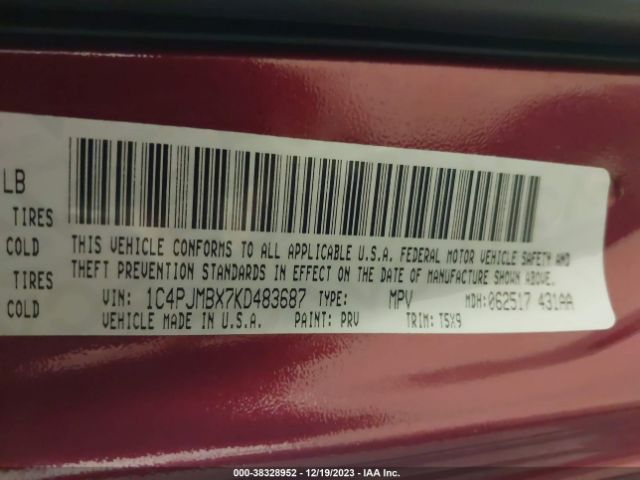 LB
TIRES
COLD
TIRES
COLD
THIS VEHICLE CONFORMS TO ALL APPLICABLE U.S.A. FEDERAL MOTOR VEHICLE SAFETY AND
THEFT PREVENTION STANDARDS IN EFFECT ON THE DATE OF MANUFACTURE SHOWN ABOVE.
VIN: 1C4PJMBX7KD483687 TYPE: MPV MDH: 062517 431AA
VEHICLE MADE IN U.S.A. PAINT: PRV TRIM: T5X9
000-38328952 - 12/19/2023 - IAA Inc.